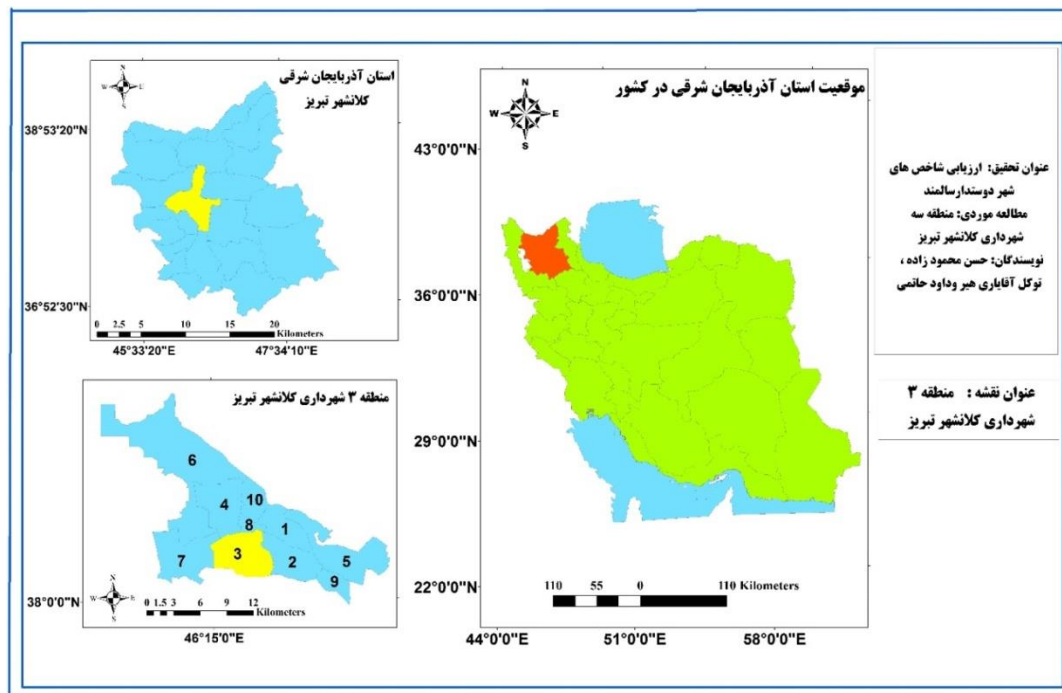 استان آذربایجان شرقی
کلانشهر تبریز
N
W
E
S
38°53'20"N
36°52'30"N
0 2.5 5 10 15 20
Kilometers
45°33'20"E
47°34'10"E
منطقه ۳ شهرداری کلانشهر تبریز
6
4
10
8
1
3
2
7
5
9
N
W
E
S
38°0'0"N
0 1.5 3 6 9 12
Kilometers
46°15'0"E
موقعیت استان آذربایجان شرقی در کشور
N
W
E
S
43°0'0"N
36°0'0"N
29°0'0"N
22°0'0"N
110 55 0 110 Kilometers
44°0'0"E
51°0'0"E
58°0'0"E
عنوان تحقیق: ارزیابی شاخص های
شهر دوستدارسالمند
مطالعه موردی: منطقه سه
شهرداری کلانشهر تبریز
نویسندگان: حسن محمود زاده ،
توکل آقایاری هیر وداود حاتمی
عنوان نقشه : منطقه ۳
شهرداری کلانشهر تبریز